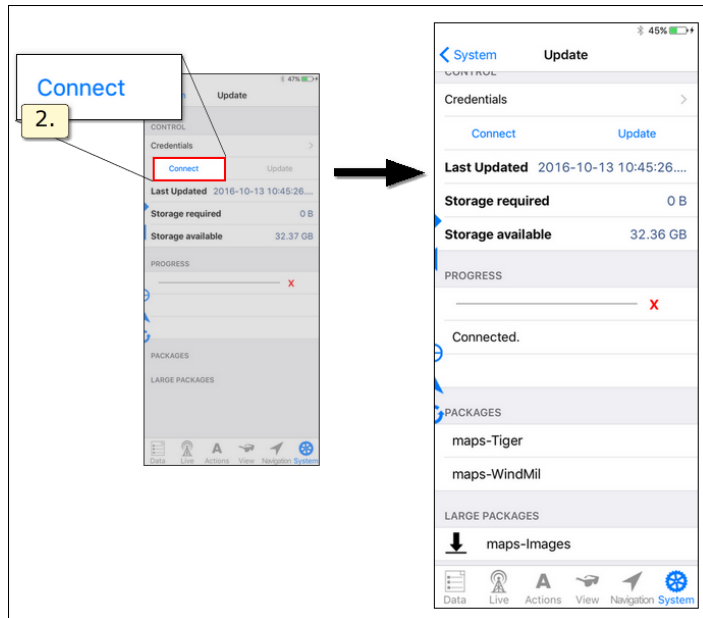 Connect
2.
47%
Update
CONTROL
Credentials
Connect Update
Last Updated 2016-10-13 10:45:26....
Storage required 0 B
Storage available 32.37 GB
PROGRESS
X
PACKAGES
LARGE PACKAGES
Data Live Actions View Navigation System
45%
System Update
CONTROL
Credentials
Connect Update
Last Updated 2016-10-13 10:45:26....
Storage required 0 B
Storage available 32.36 GB
PROGRESS
X
Connected.
PACKAGES
maps-Tiger
maps-WindMil
LARGE PACKAGES
maps-Images
Data Live Actions View Navigation System